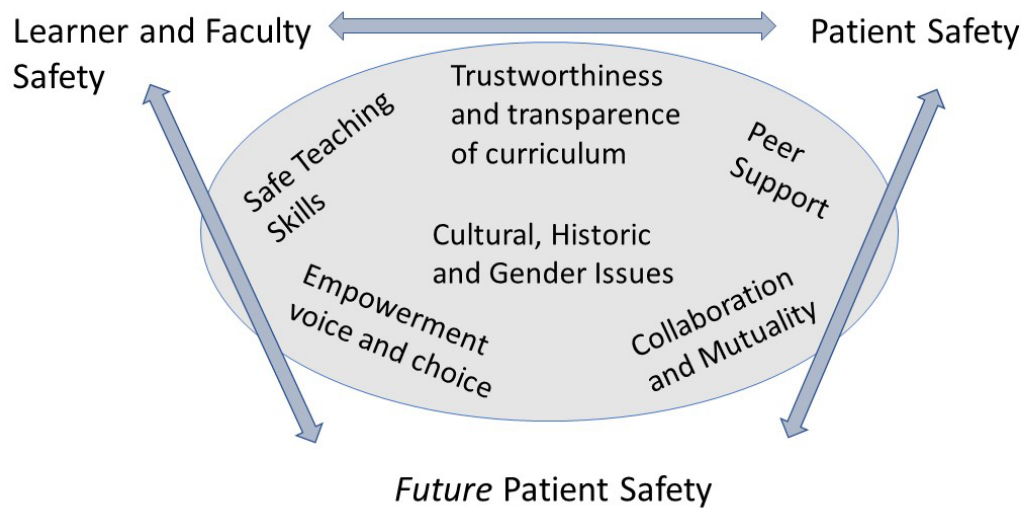 Learner and Faculty
Safety
Patient Safety
Trustworthiness
and transparence
of curriculum
Safe Teaching
Skills
Peer
Support
Cultural, Historic
and Gender Issues
Empowerment
voice and choice
Collaboration
and Mutuality
Future Patient Safety